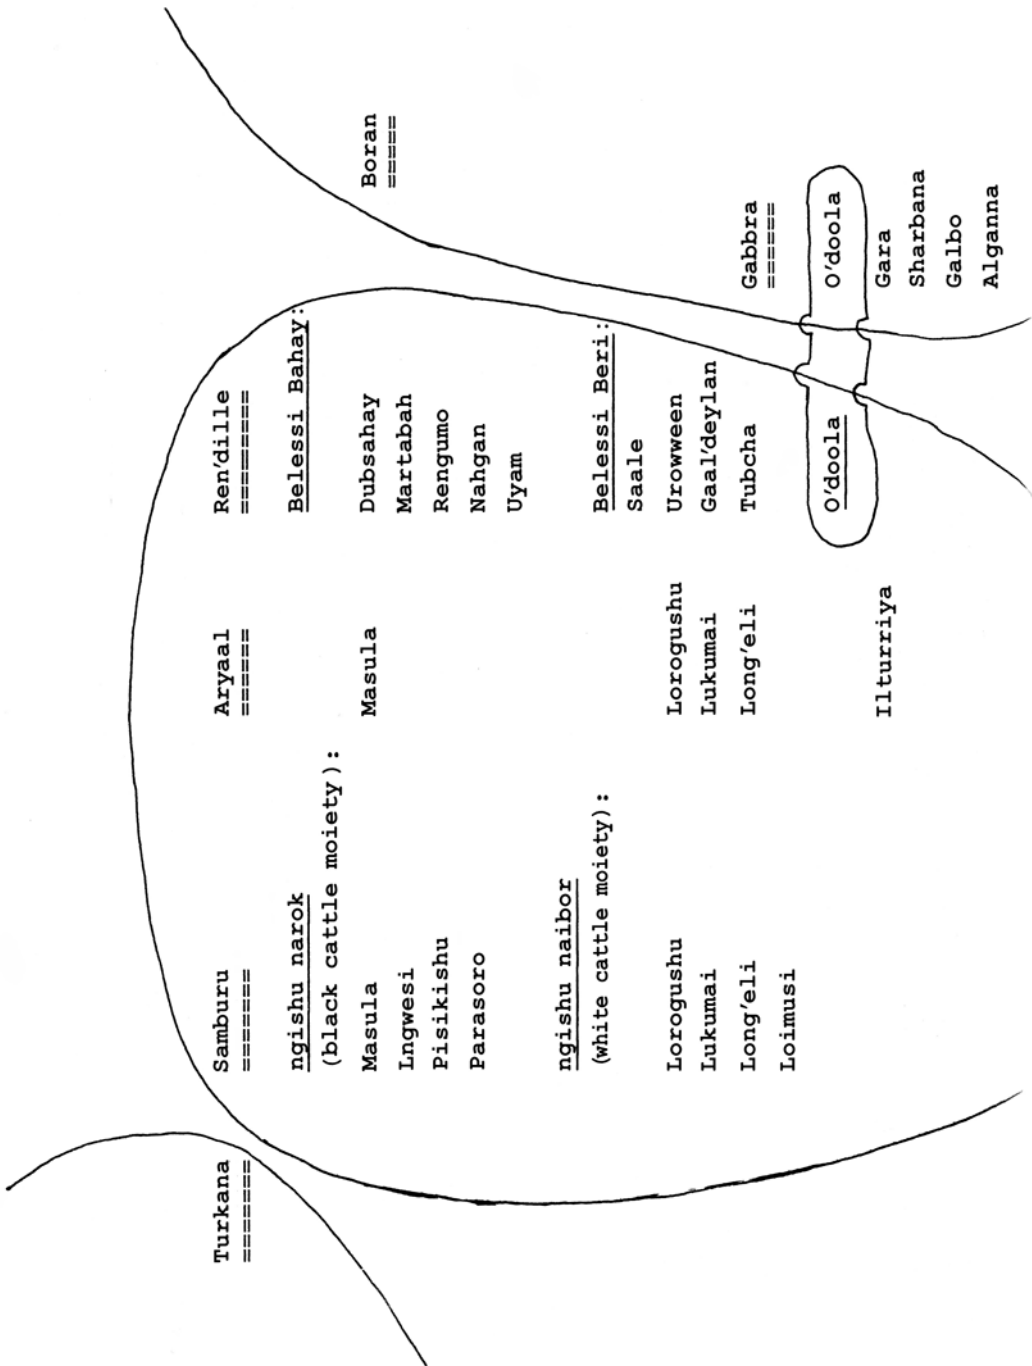 Turkana
=======
Samburu
=======
ngishu narok
(black cattle moiety):
Masula
Lngwesi
Pisikishu
Parasoro
ngishu naibor
(white cattle moiety):
Lorogushu
Lukumai
Long'eli
Loimusi
Aryaal
======
Masula
Lorogushu
Lukumai
Long'eli
Ilturriya
Ren'dille
=========
Belessi Bahay:
Dubsahay
Martabah
Rengumo
Nahgan
Uyam
Belessi Beri:
Saale
Urowween
Gaal'deylan
Tubcha
O'doola
Boran
=====
Gabbra
======
O'doola
Gara
Sharbana
Galbo
Alganna